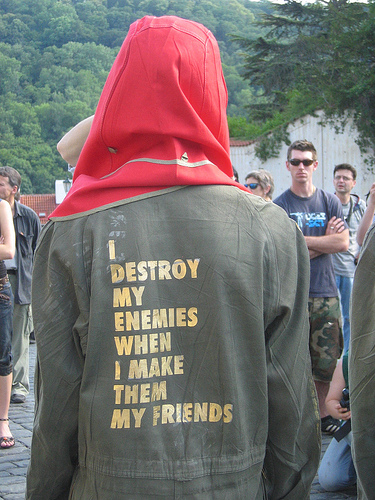 I
DESTROY
MY
ENEMIES
WHEN
I MAKE
THEM
MY FRIENDS